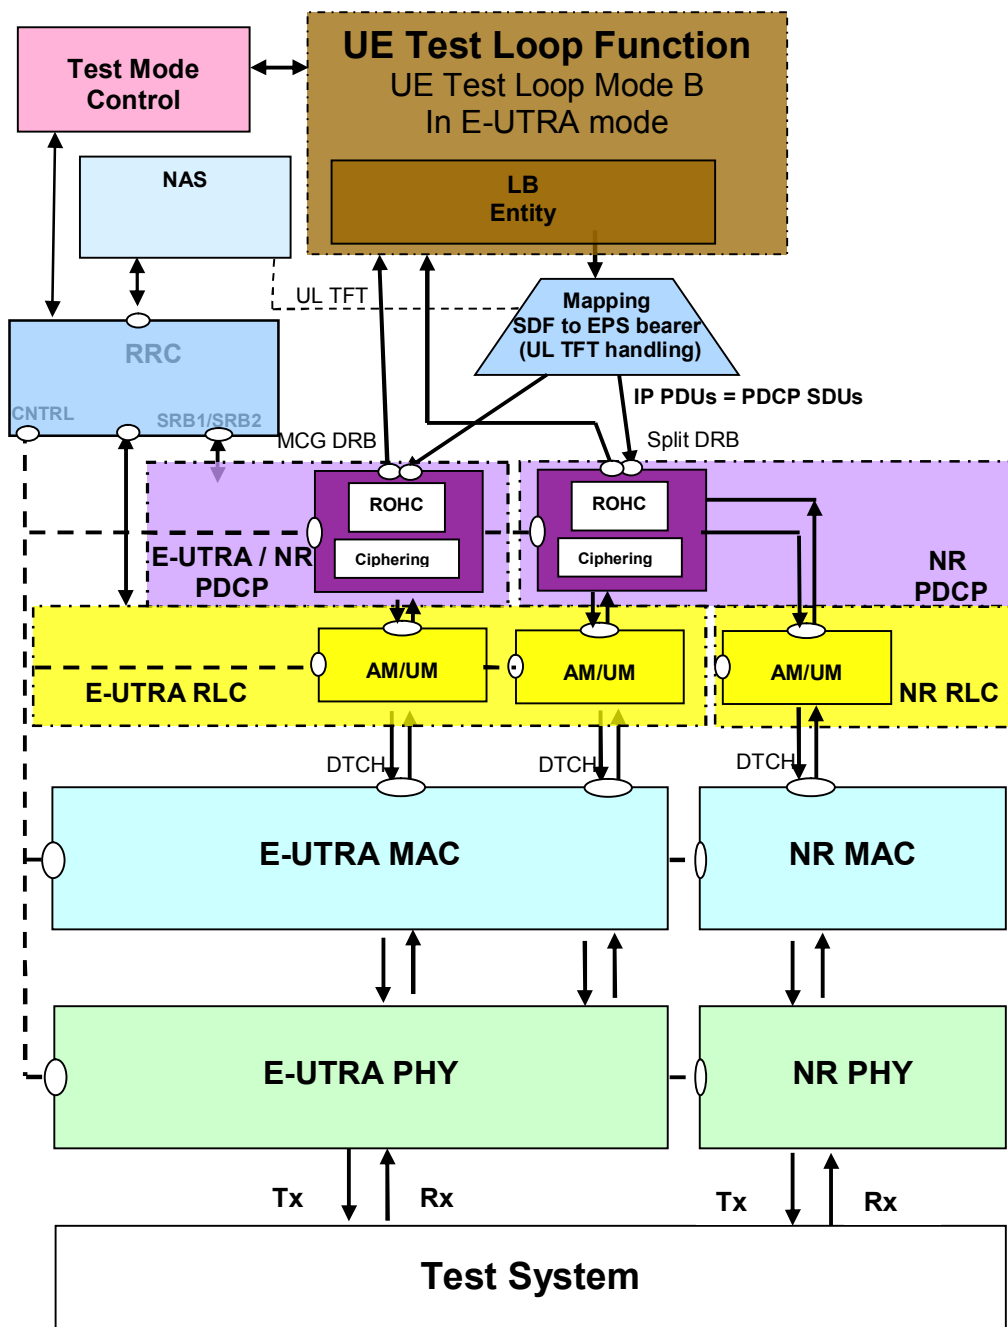 UE Test Loop Function
UE Test Loop Mode B
In E-UTRA mode
Test Mode
Control
NAS
LB
Entity
UL TFT
Mapping
SDF to EPS bearer
(UL TFT handling)
RRC
CNTRL
SRB1/SRB2
IP PDUs = PDCP SDUs
MCG DRB
Split DRB
ROHC
Ciphering
E-UTRA / NR
PDCP
ROHC
Ciphering
NR
PDCP
AM/UM
AM/UM
AM/UM
E-UTRA RLC
NR RLC
DTCH
DTCH
DTCH
E-UTRA MAC
NR MAC
E-UTRA PHY
NR PHY
Tx
Rx
Tx
Rx
Test System